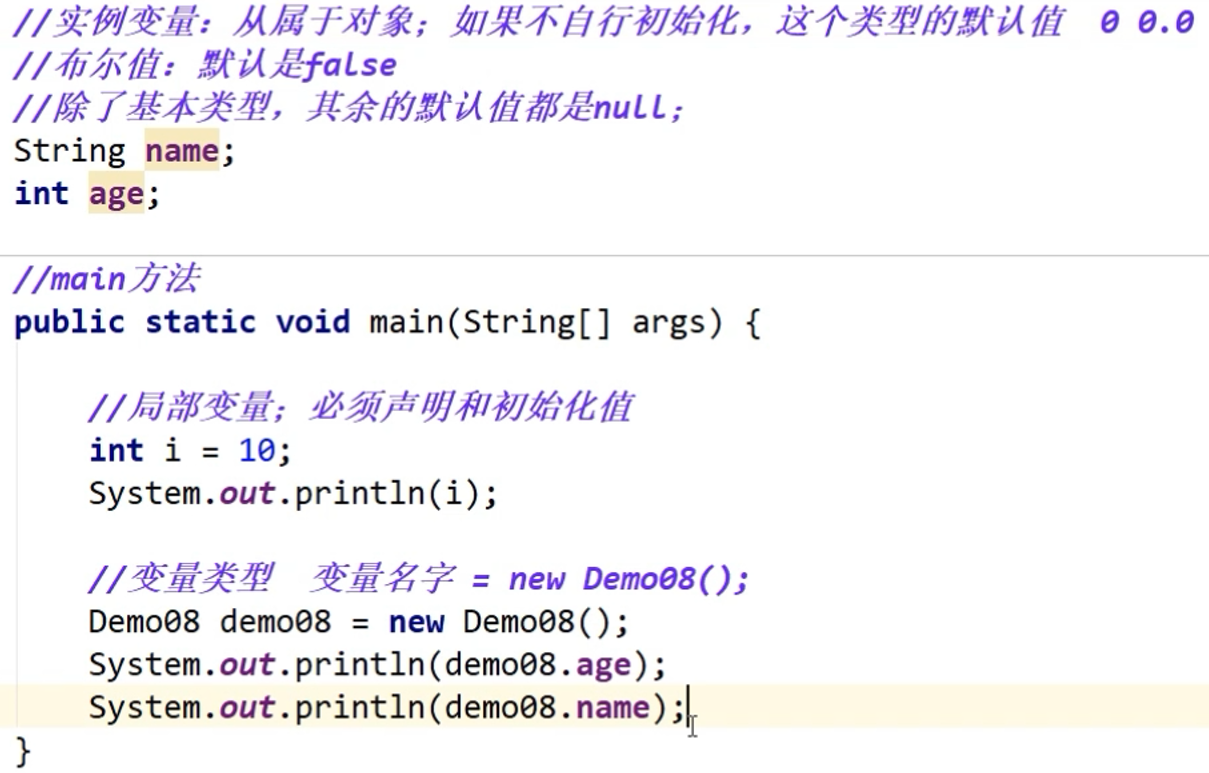 //实例变量：从属于对象；如果不自行初始化，这个类型的默认值 0 0.0
//布尔值：默认是false
//除了基本类型，其余的默认值都是null；
String name;
int age;
//main方法
public static void main(String[] args) {
//局部变量；必须声明和初始化值
int i = 10;
System.out.println(i);
//变量类型 变量名字 = new Demo08();
Demo08 demo08 = new Demo08();
System.out.println(demo08.age);
System.out.println(demo08.name);
}